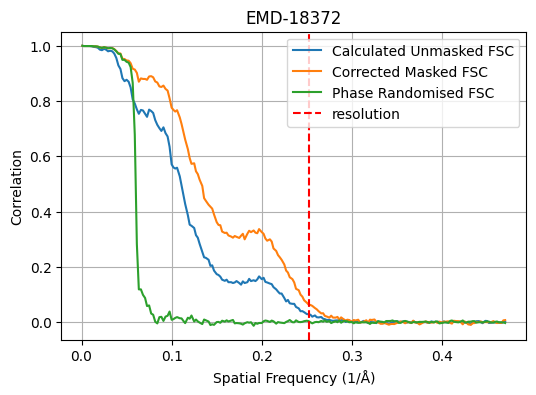 EMD-18372
Calculated Unmasked FSC
Corrected Masked FSC
Phase Randomised FSC
resolution
Correlation
1.0
0.8
0.6
0.4
0.2
0.0
0.0 0.1 0.2 0.3 0.4
Spatial Frequency (1/Å)